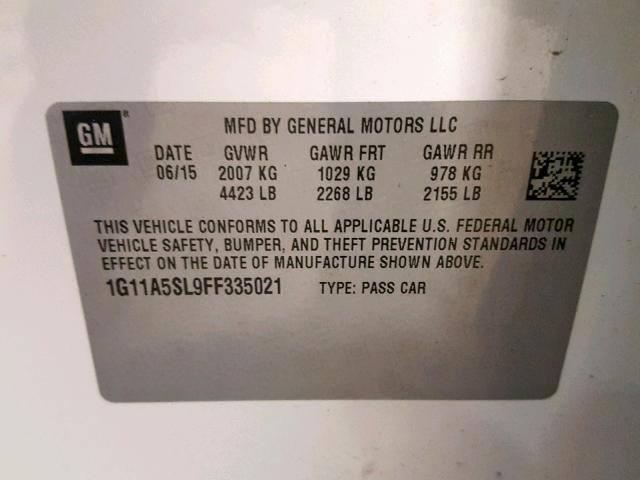 GM®
MFD BY GENERAL MOTORS LLC
DATE GVWR GAWR FRT GAWR RR
06/15 2007 KG 1029 KG 978 KG
4423 LB 2268 LB 2155 LB
THIS VEHICLE CONFORMS TO ALL APPLICABLE U.S. FEDERAL MOTOR
VEHICLE SAFETY, BUMPER, AND THEFT PREVENTION STANDARDS IN
EFFECT ON THE DATE OF MANUFACTURE SHOWN ABOVE.
1G11A5SL9FF335021 TYPE: PASS CAR